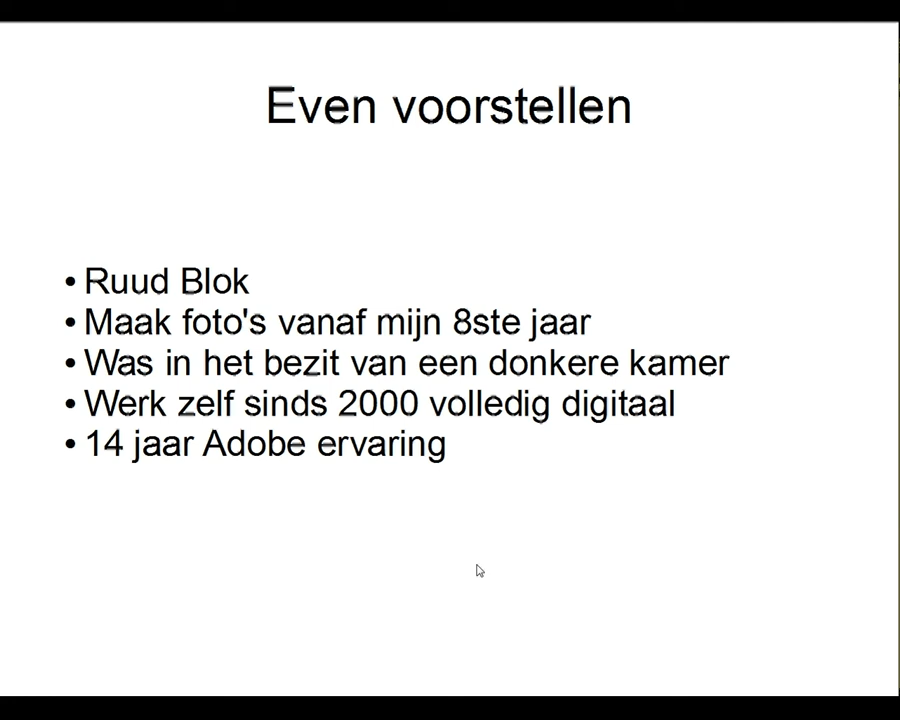 Even voorstellen
• Ruud Blok
• Maak foto's vanaf mijn 8ste jaar
• Was in het bezit van een donkere kamer
• Werk zelf sinds 2000 volledig digitaal
• 14 jaar Adobe ervaring